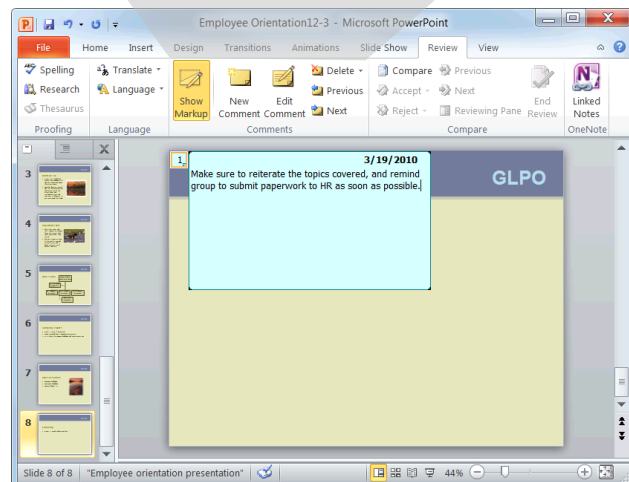 Employee Orientation12-3 - Microsoft PowerPoint
File Home Insert Design Transitions Animations Slide Show Review View
Spelling
Research
Thesaurus
Proofing
Translate
Language
Language
Show Markup
New Comment
Edit Comment
Delete
Previous
Next
Comments
Compare
Accept
Reject
Previous
Next
Reviewing Pane
End Review
Compare
Linked Notes
OneNote
3
4
5
6
7
8
1
3/19/2010
Make sure to reiterate the topics covered, and remind
group to submit paperwork to HR as soon as possible.
GLPO
Slide 8 of 8 "Employee orientation presentation" 44%